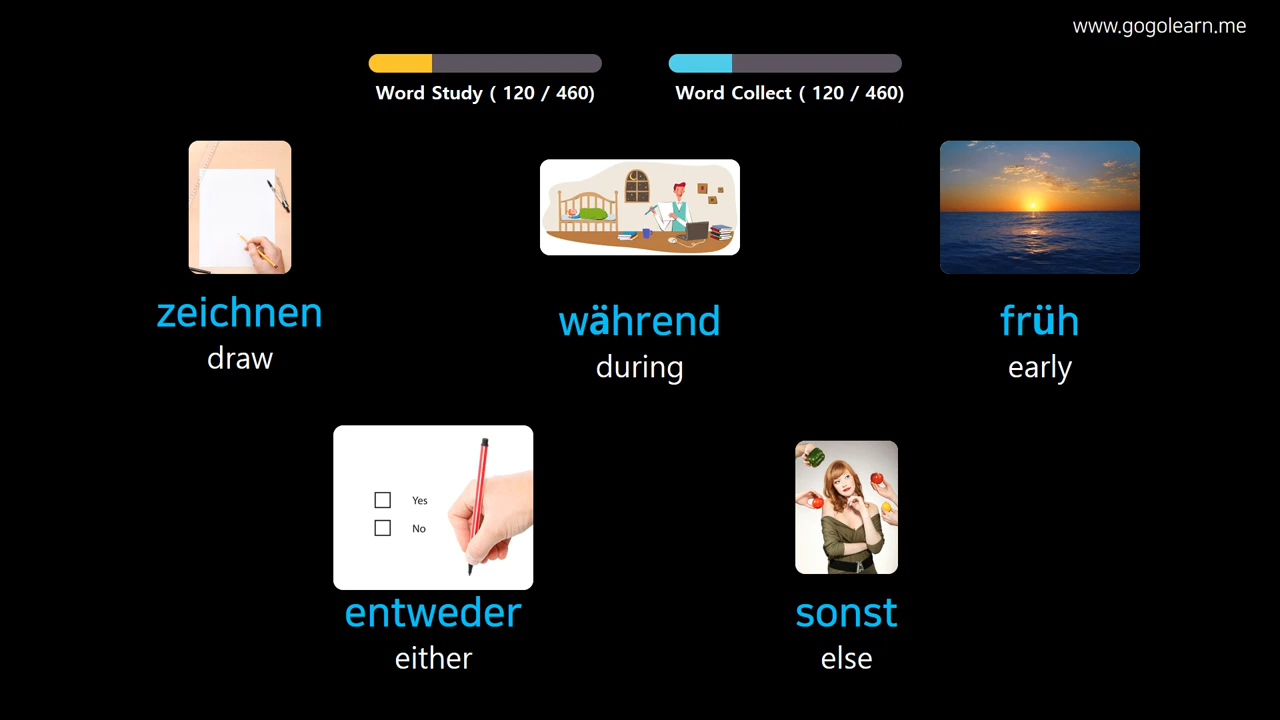 www.gogolearn.me
Word Study ( 120 / 460)
Word Collect ( 120 / 460)
zeichnen
draw
während
during
früh
early
Yes
No
entweder
either
sonst
else